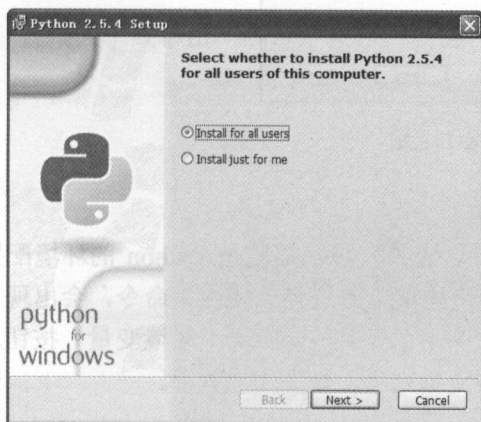 Python 2.5.4 Setup
Select whether to install Python 2.5.4
for all users of this computer.
Install for all users
Install just for me
python
for
windows
Back
Next >
Cancel